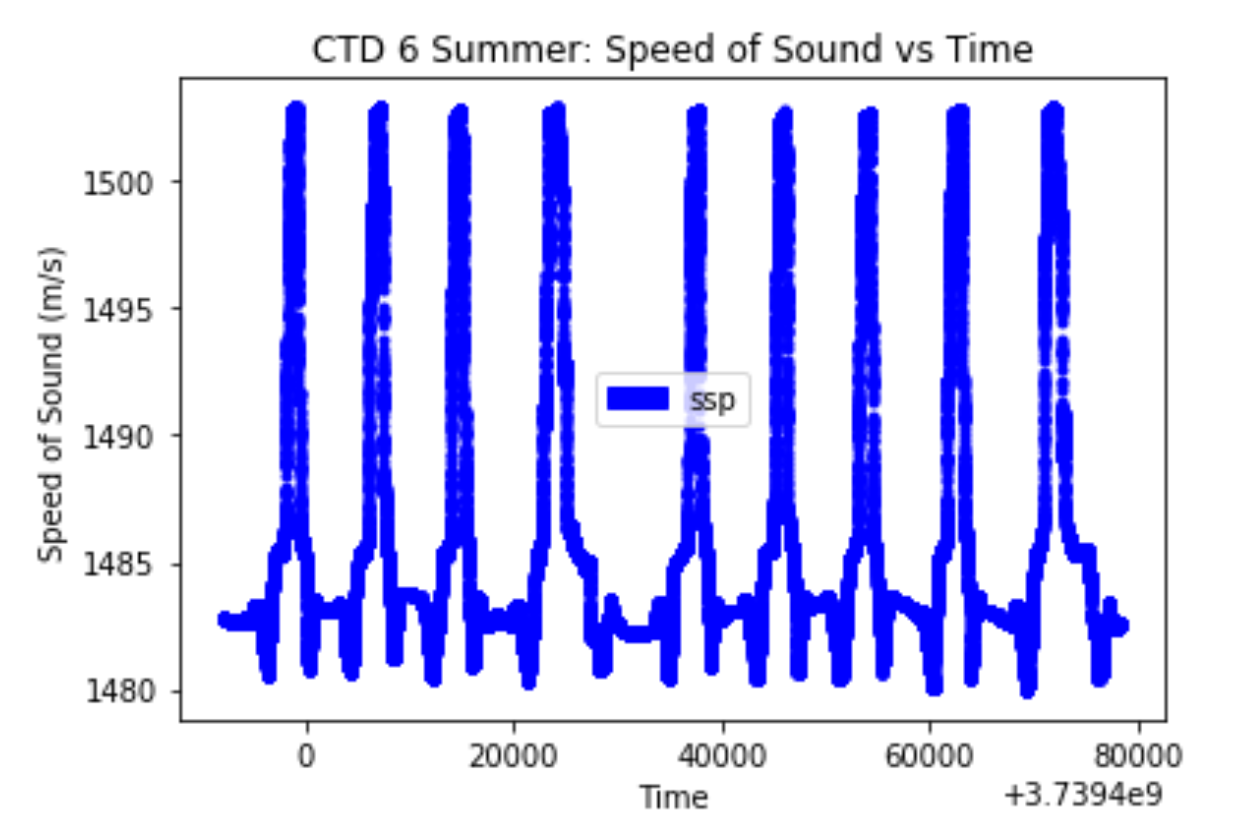 CTD 6 Summer: Speed of Sound vs Time
Speed of Sound (m/s)
1500
1495
1490
1485
1480
ssp
0 20000 40000 60000 80000
Time
+3.7394e9